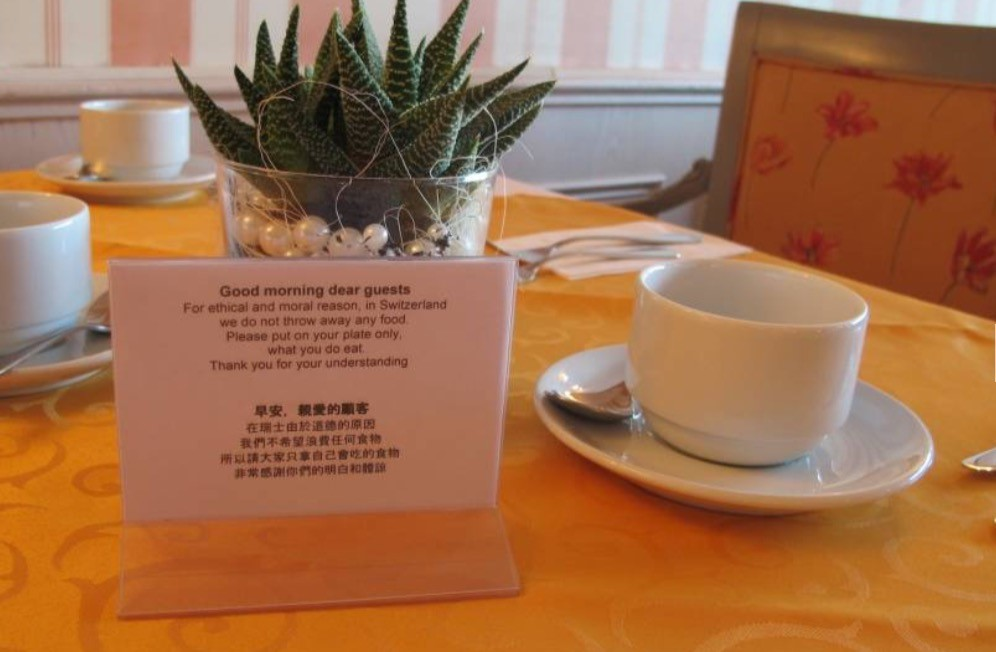 Good morning dear guests
For ethical and moral reason, in Switzerland
we do not throw away any food.
Please put on your plate only,
what you do eat.
Thank you for your understanding
早安，親愛的顧客
在瑞士由於道德的原因
我們不希望浪費任何食物
所以請大家只拿自己會吃的食物
非常感謝你們的明白和體諒